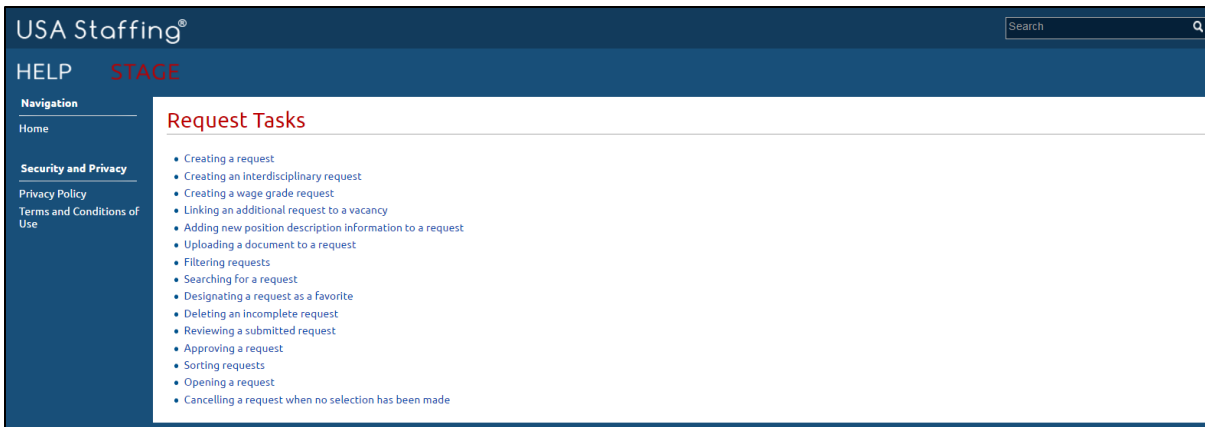 USA Staffing®
Search
HELP STAGE
Navigation
Home
Security and Privacy
Privacy Policy
Terms and Conditions of
Use
Request Tasks
Creating a request
Creating an interdisciplinary request
Creating a wage grade request
Linking an additional request to a vacancy
Adding new position description information to a request
Uploading a document to a request
Filtering requests
Searching for a request
Designating a request as a favorite
Deleting an incomplete request
Reviewing a submitted request
Approving a request
Sorting requests
Opening a request
Cancelling a request when no selection has been made